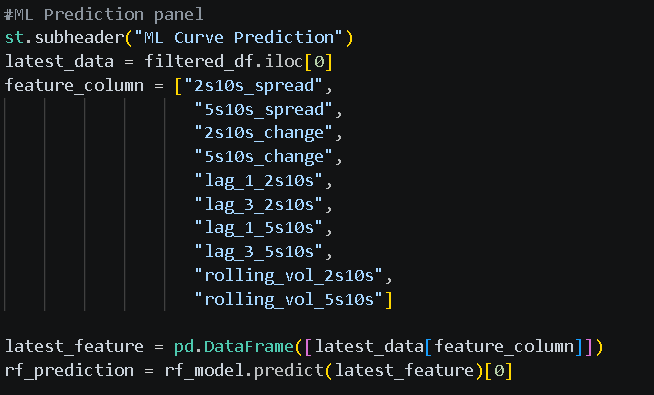 #ML Prediction panel
st.subheader("ML Curve Prediction")
latest_data = filtered_df.iloc[0]
feature_column = ["2s10s_spread",
"5s10s_spread",
"2s10s_change",
"5s10s_change",
"lag_1_2s10s",
"lag_3_2s10s",
"lag_1_5s10s",
"lag_3_5s10s",
"rolling_vol_2s10s",
"rolling_vol_5s10s"]
latest_feature = pd.DataFrame([latest_data[feature_column]])
rf_prediction = rf_model.predict(latest_feature)[0]